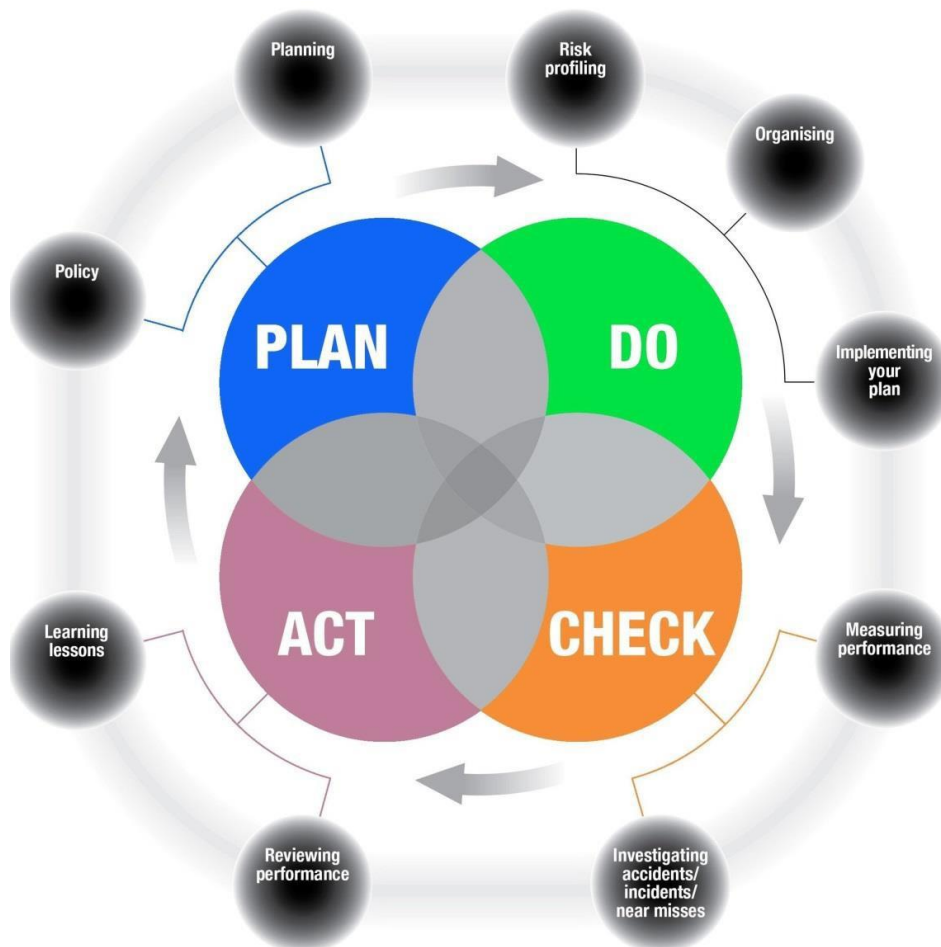 Planning
Risk
profiling
Organising
Policy
PLAN
DO
Implementing
your
plan
ACT
CHECK
Learning
lessons
Measuring
performance
Reviewing
performance
Investigating
accidents/
incidents/
near misses